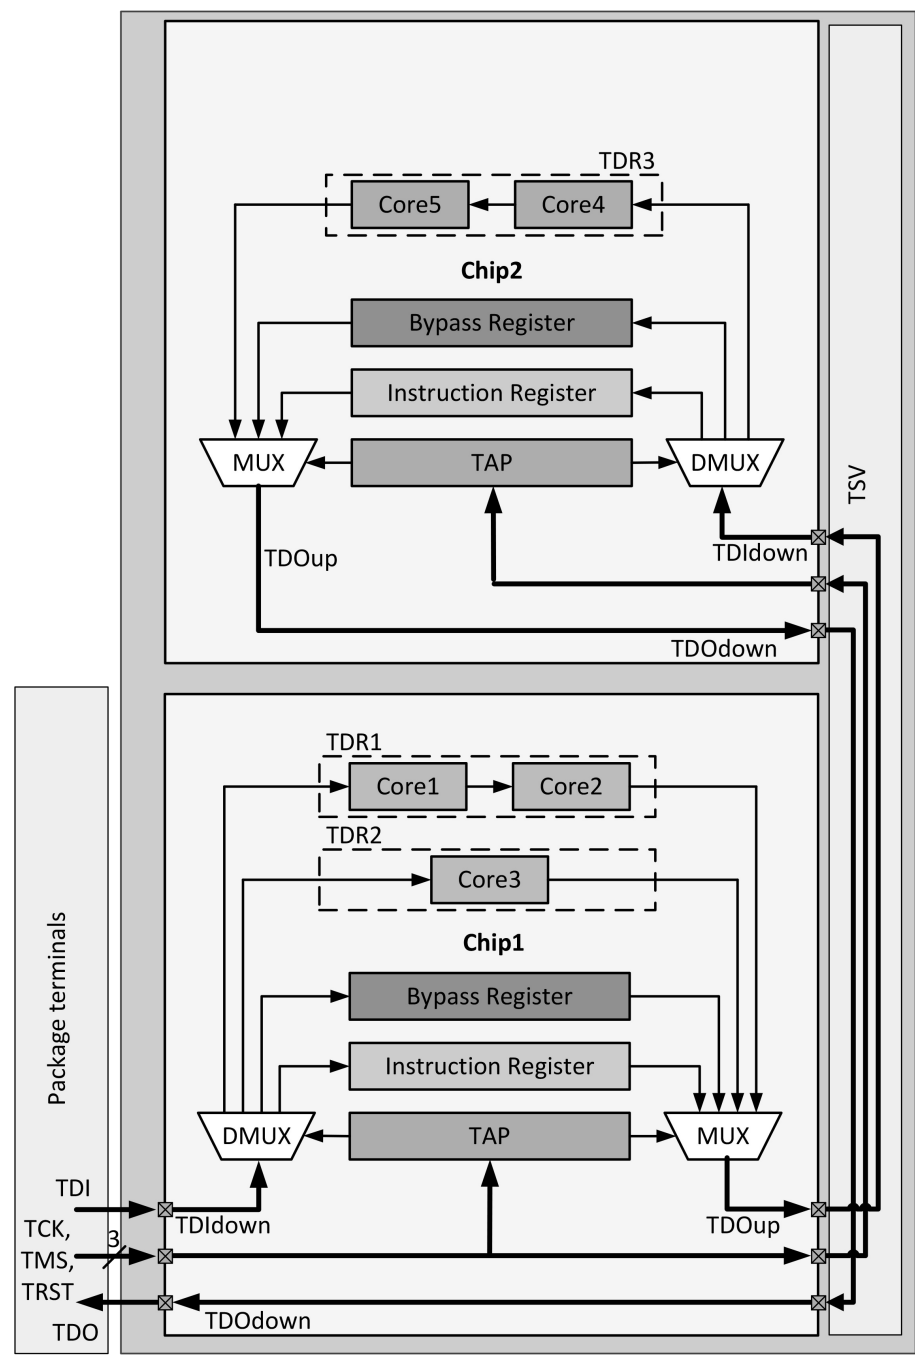 TDR3
Core5
Core4
Chip2
Bypass Register
Instruction Register
MUX
TAP
DMUX
TSV
TDOup
TDIdown
TDOdown
TDR1
Core1
Core2
TDR2
Core3
Chip1
Bypass Register
Instruction Register
DMUX
TAP
MUX
Package terminals
TDI
TDIdown
TDOup
TCK,
3
TMS,
TRST
TDOdown
TDO